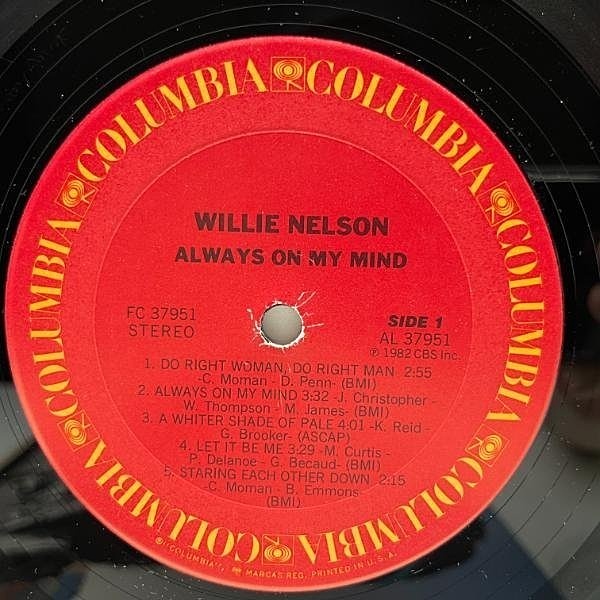 COLUMBIA COLUMBIA COLUMBIA COLUMBIA COLUMBIA COLUMBIA
WILLIE NELSON
ALWAYS ON MY MIND
FC 37951
STEREO
SIDE 1
AL 37951
℗ 1982 CBS Inc.
1. DO RIGHT WOMAN, DO RIGHT MAN 2:55
-C. Moman - D. Penn- (BMI)
2. ALWAYS ON MY MIND 3:32 -J. Christopher -
W. Thompson - M. James- (BMI)
3. A WHITER SHADE OF PALE 4:01 -K. Reid -
G. Brooker- (ASCAP)
4. LET IT BE ME 3:29 -M. Curtis -
P. Delanoe - G. Becaud- (BMI)
5. STARING EACH OTHER DOWN 2:15
-C. Moman - B. Emmons-
(BMI)
® "COLUMBIA", MARCAS REG. PRINTED IN U.S.A.